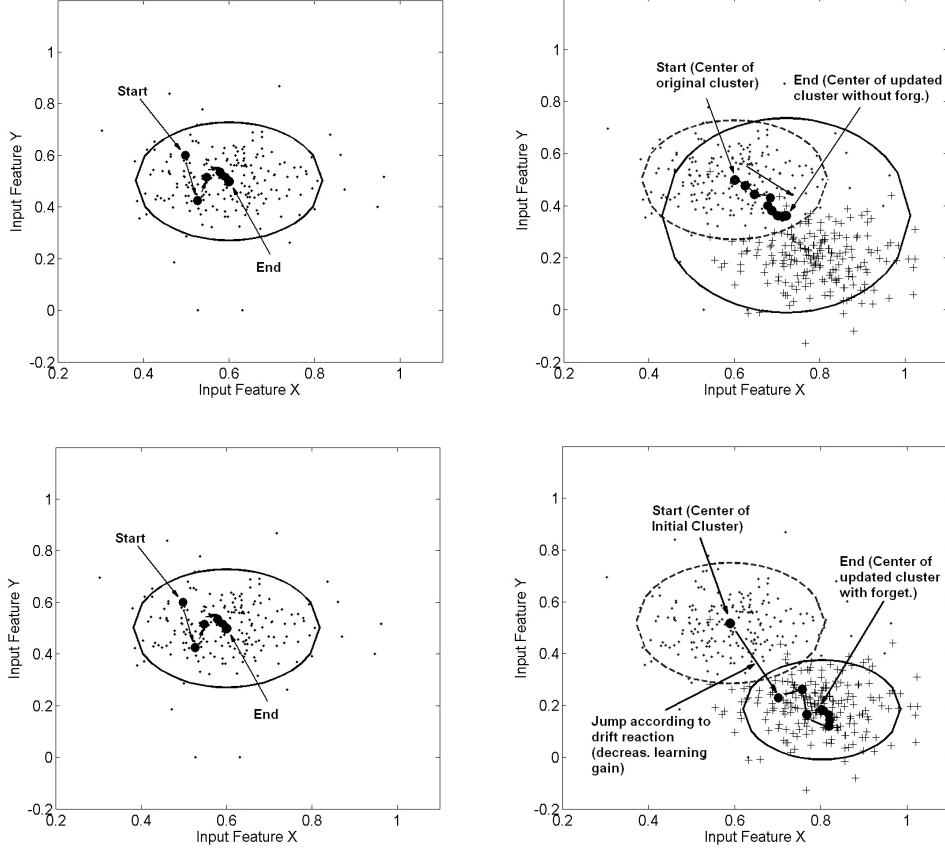 1
0.8
0.6
0.4
0.2
0
-0.2
0.2
0.4
0.6
0.8
1
Input Feature X
Input Feature Y
Start
End
1
0.8
0.6
0.4
0.2
0
-0.2
0.2
0.4
0.6
0.8
1
Input Feature X
Input Feature Y
Start (Center of
original cluster)
End (Center of updated
cluster without forg.)
1
0.8
0.6
0.4
0.2
0
-0.2
0.2
0.4
0.6
0.8
1
Input Feature X
Input Feature Y
Start
End
1
0.8
0.6
0.4
0.2
0
-0.2
0.2
0.4
0.6
0.8
1
Input Feature X
Input Feature Y
Start (Center of
Initial Cluster)
End (Center of
updated cluster
with forget.)
Jump according to
drift reaction
(decreas. learning
gain)